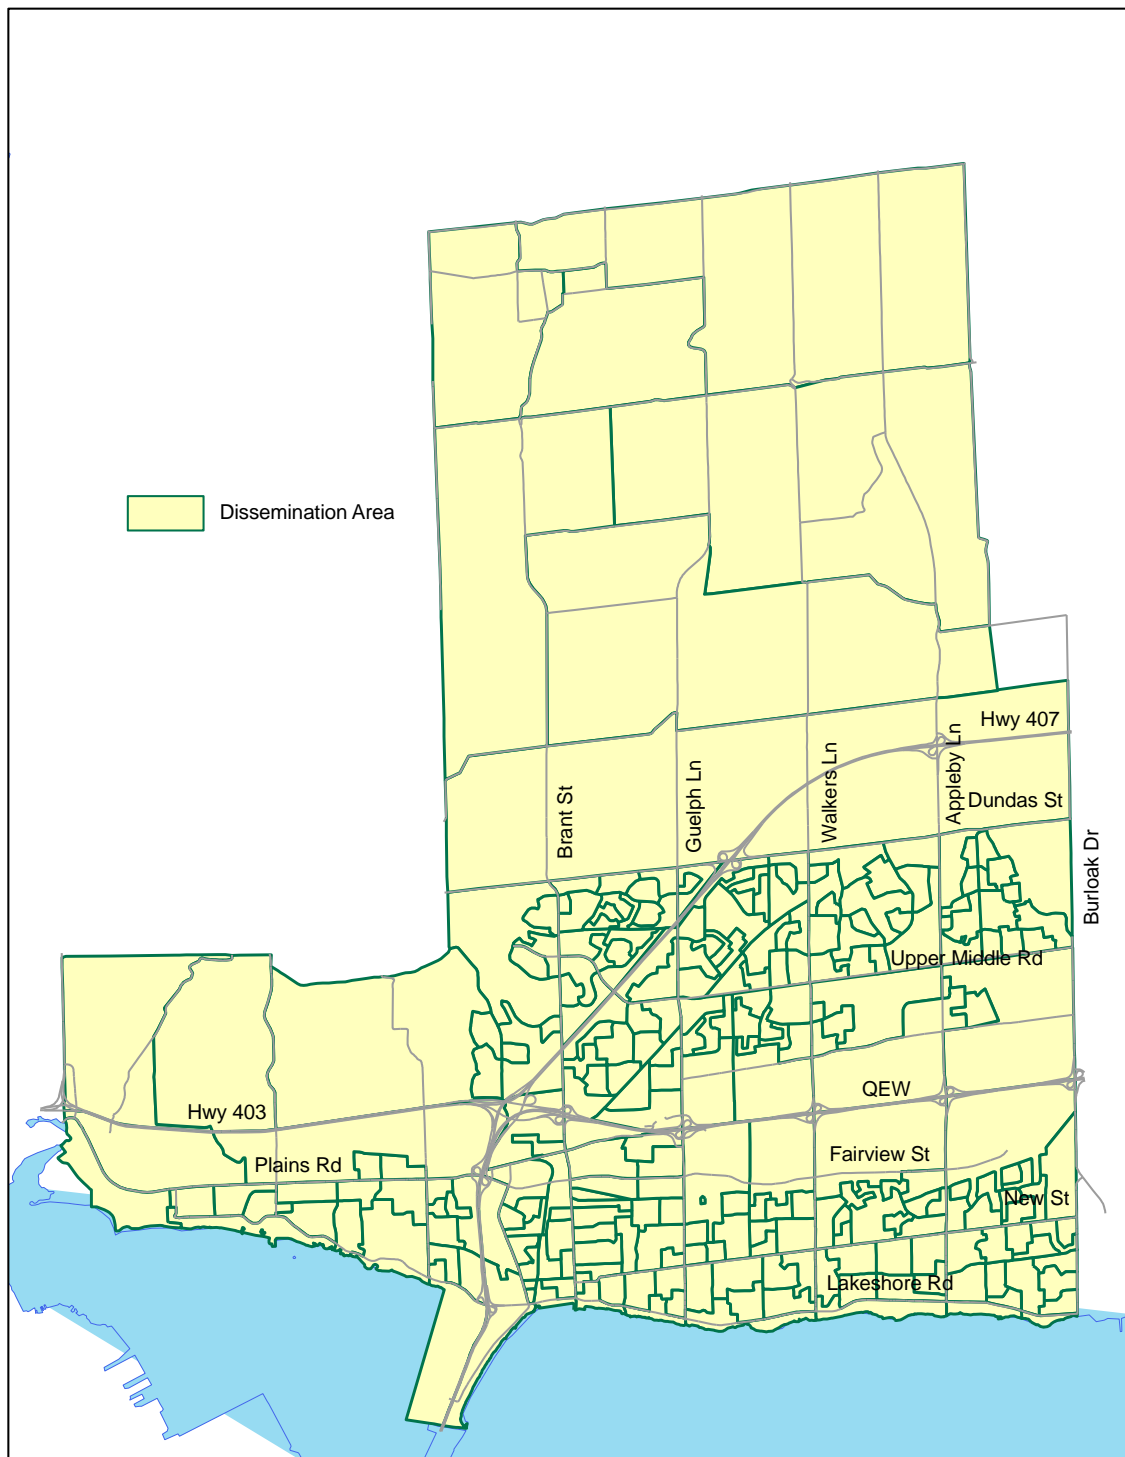 Dissemination Area
Hwy 407
Appleby Ln
Dundas St
Walkers Ln
Guelph Ln
Brant St
Burloak Dr
Upper Middle Rd
QEW
Hwy 403
Fairview St
Plains Rd
New St
Lakeshore Rd